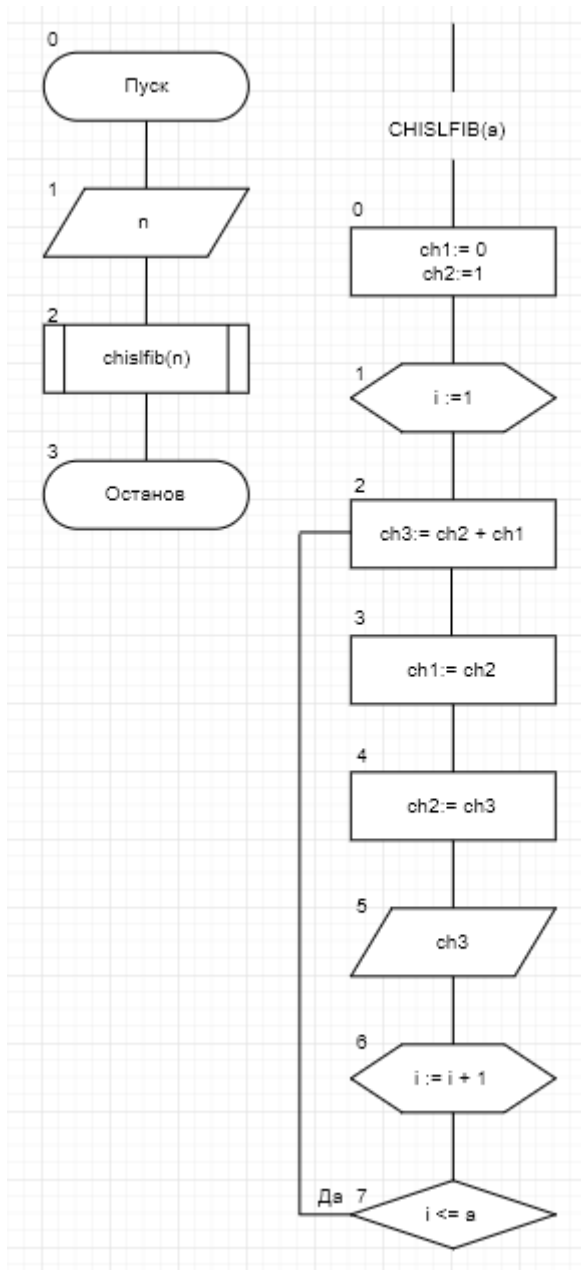 0
Пуск
1
n
2
chislfib(n)
3
Останов
CHISLFIB(a)
0
ch1:= 0
ch2:=1
1
i :=1
2
ch3:= ch2 + ch1
3
ch1:= ch2
4
ch2:= ch3
5
ch3
6
i := i + 1
Да 7
i <= a